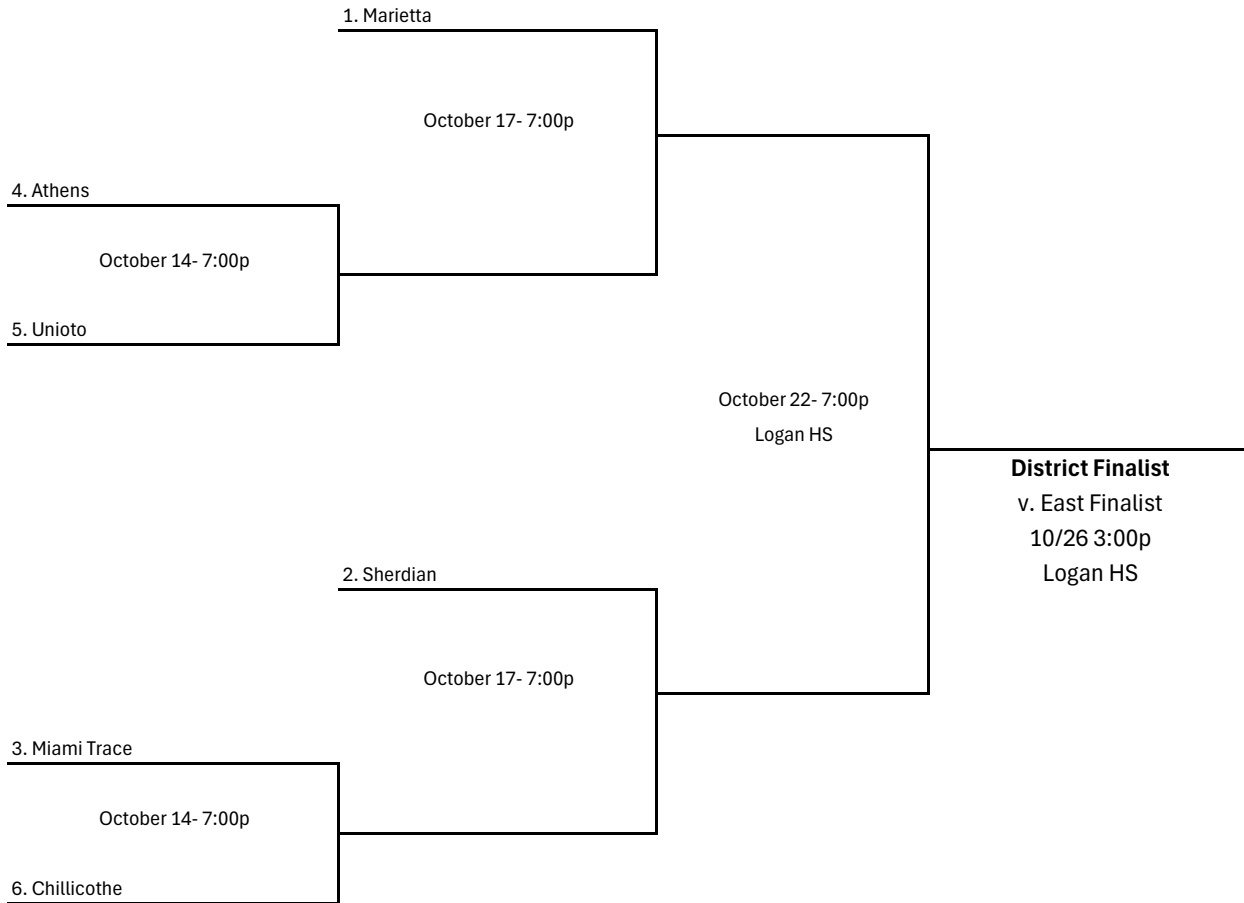 1. Marietta
October 17- 7:00p
4. Athens
October 14- 7:00p
5. Unioto
October 22- 7:00p
Logan HS
District Finalist
v. East Finalist
10/26 3:00p
Logan HS
2. Sherdian
October 17- 7:00p
3. Miami Trace
October 14- 7:00p
6. Chillicothe